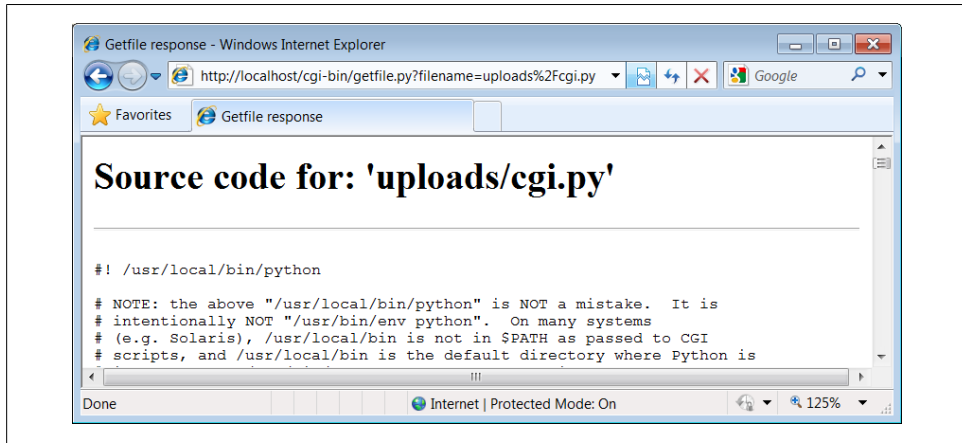 Getfile response - Windows Internet Explorer
http://localhost/cgi-bin/getfile.py?filename=uploads%2Fcgi.py
Google
Favorites
Getfile response
Source code for: 'uploads/cgi.py'
#! /usr/local/bin/python
# NOTE: the above "/usr/local/bin/python" is NOT a mistake.  It is
# intentionally NOT "/usr/bin/env python".  On many systems
# (e.g. Solaris), /usr/local/bin is not in $PATH as passed to CGI
# scripts, and /usr/local/bin is the default directory where Python is
Done
Internet | Protected Mode: On
125%